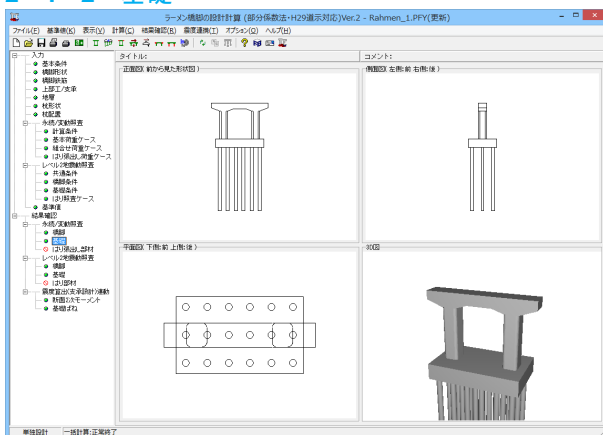 ラーメン橋脚の設計計算 (部分係数法・H29道示対応)Ver.2 - Rahmen_1.PFY(更新)
ファイル(F) 基準値(K) 表示(V) 計算(C) 結果確認(R) 震度連携(T) オプション(O) ヘルプ(H)
入力
基本条件
橋脚形状
橋脚鉄筋
上部工/支承
地層
杭形状
杭配置
永続/変動照査
計算条件
基本荷重ケース
組合せ荷重ケース
はり張出し荷重ケース
レベル2地震動照査
共通条件
橋脚条件
基礎条件
はり照査ケース
基準値
結果確認
永続/変動照査
橋脚
基礎
はり張出し部材
レベル2地震動照査
橋脚
基礎
はり部材
震度算出(支承設計)連動
断面2次モーメント
基礎ばね
タイトル:
コメント:
正面図( 前から見た形状図 )
側面図( 左側:前 右側:後 )
平面図( 下側:前 上側:後 )
3D図
単独設計
一括計算:正常終了